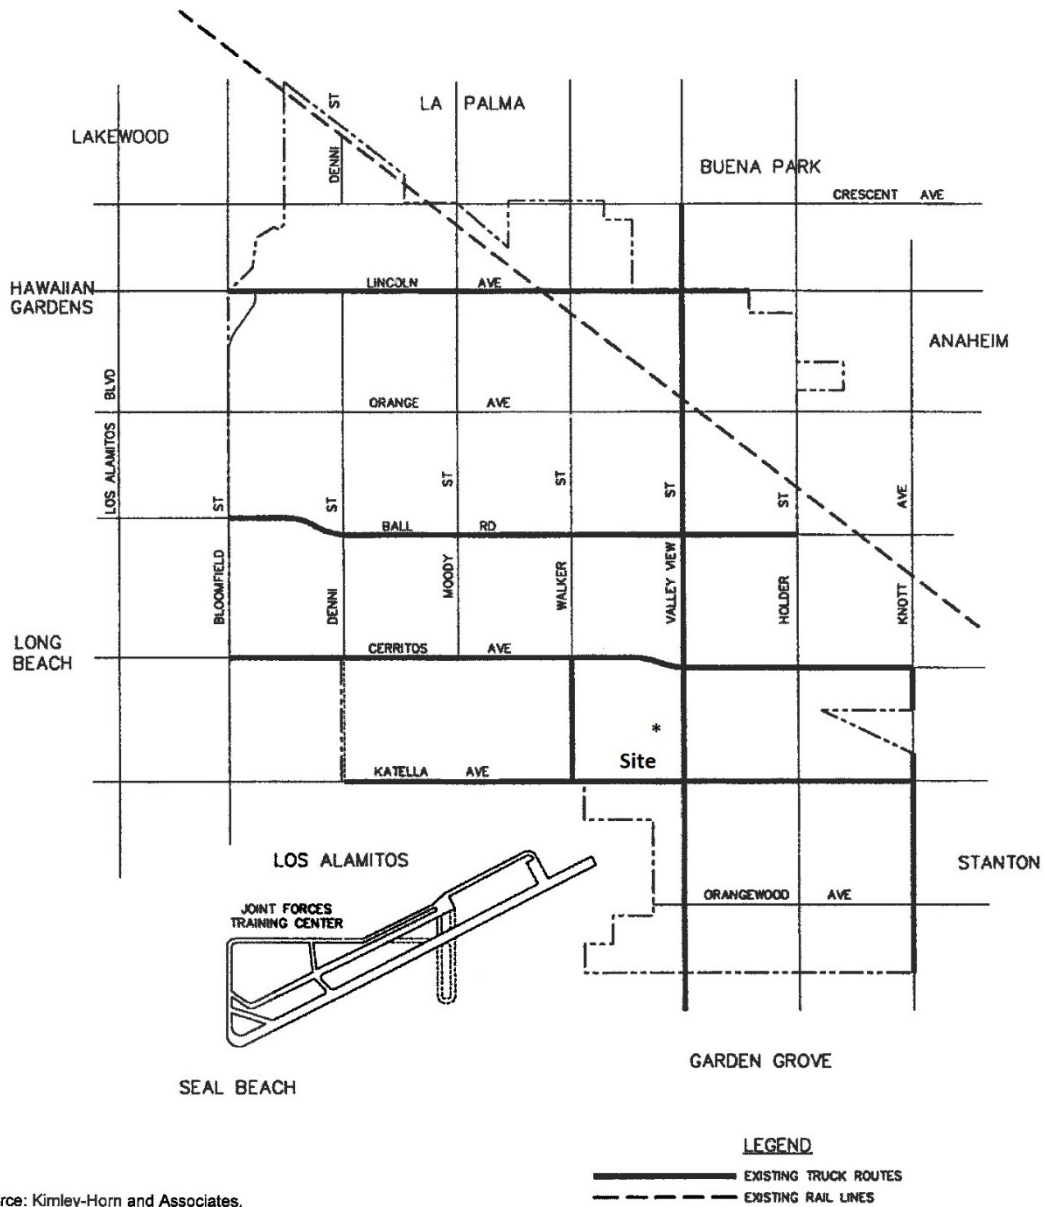 LA PALMA
LAKEWOOD
DENNI ST
BUENA PARK
CRESCENT AVE
HAWAIIAN
GARDENS
LINCOLN AVE
ANAHEIM
LOS ALAMITOS BLVD
ORANGE AVE
BLOOMFIELD ST
DENNI ST
MOODY ST
WALKER ST
VALLEY VIEW ST
HOLDER ST
KNOTT AVE
BALL RD
LONG
BEACH
CERRITOS AVE
*
Site
KATELLA AVE
LOS ALAMITOS
STANTON
JOINT FORCES
TRAINING CENTER
ORANGEWOOD AVE
GARDEN GROVE
SEAL BEACH
LEGEND
EXISTING TRUCK ROUTES
EXISTING RAIL LINES
rce: Kimley-Horn and Associates.